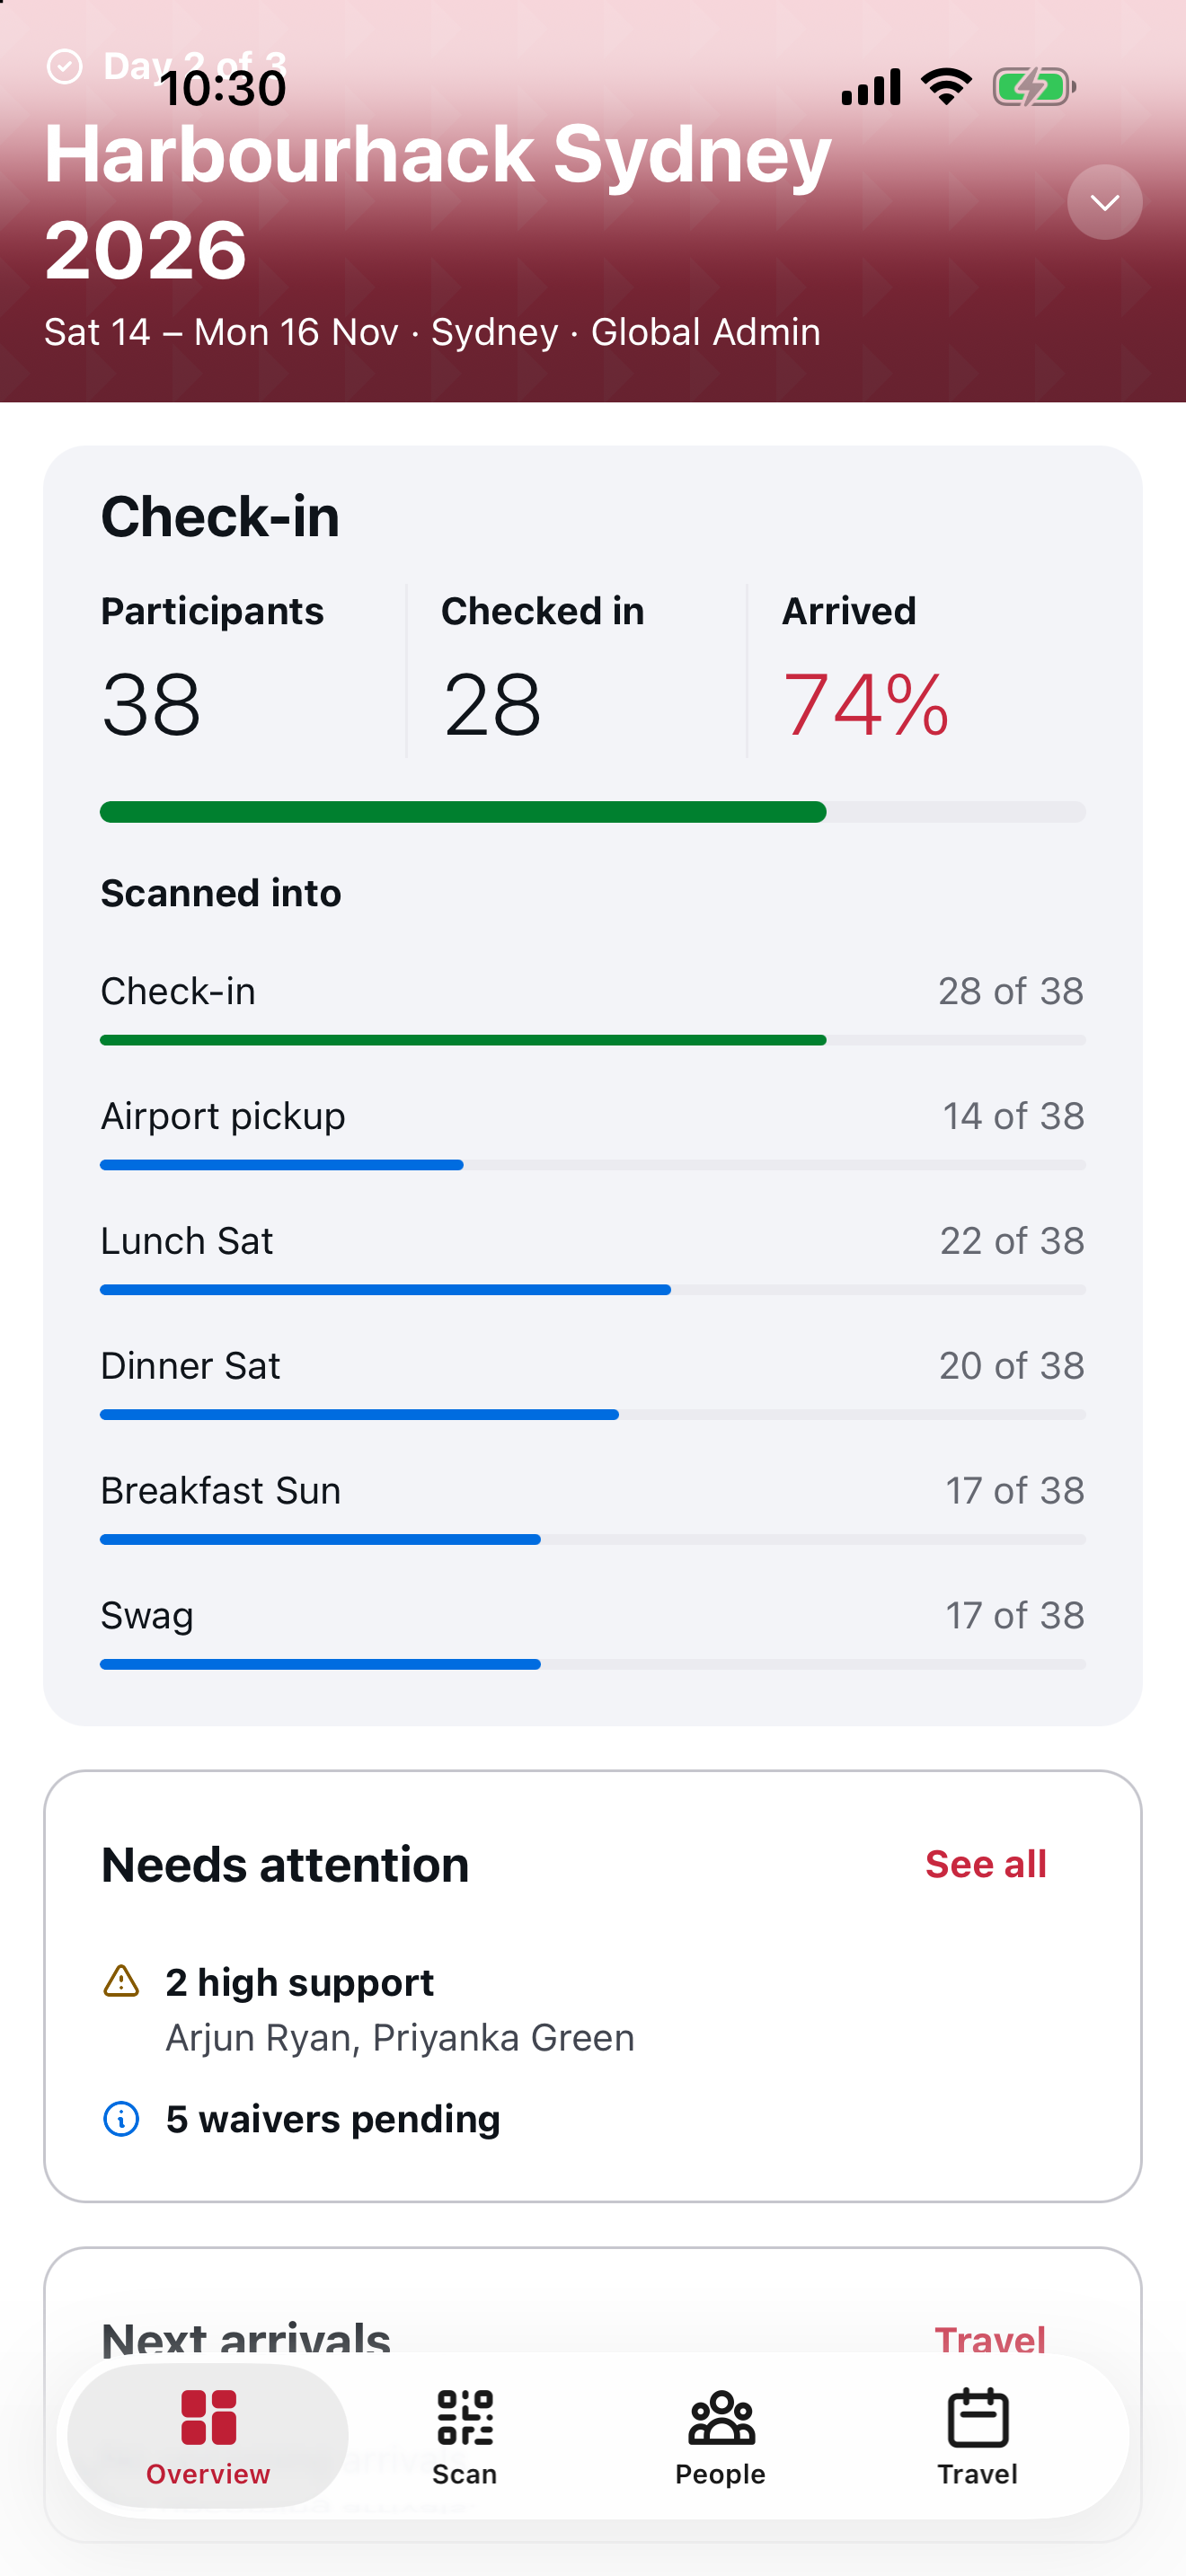 Day 2 of 3
10:30
Harbourhack Sydney
2026
Sat 14 – Mon 16 Nov · Sydney · Global Admin
Check-in
Participants
Checked in
Arrived
38
28
74%
Scanned into
Check-in
28 of 38
Airport pickup
14 of 38
Lunch Sat
22 of 38
Dinner Sat
20 of 38
Breakfast Sun
17 of 38
Swag
17 of 38
Needs attention
See all
2 high support
Arjun Ryan, Priyanka Green
5 waivers pending
Next arrivals
Travel
Overview
Scan
People
Travel